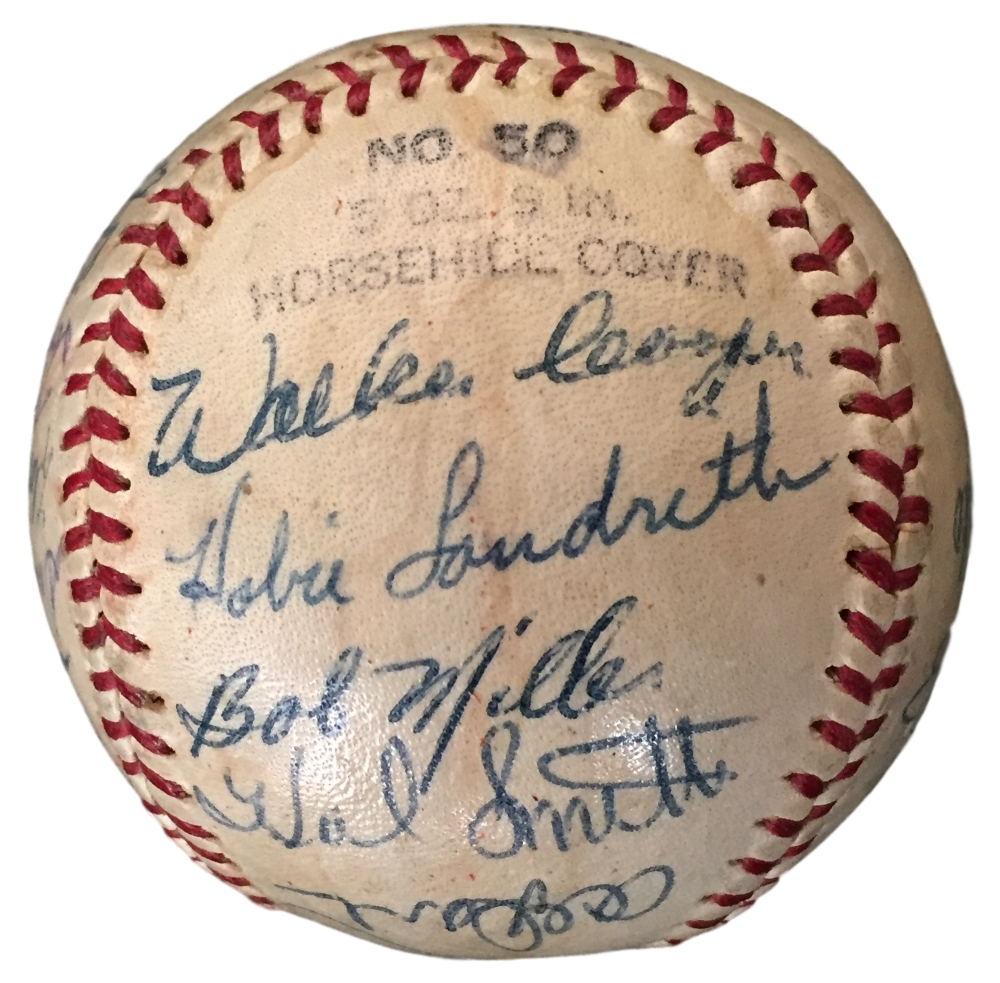 NO. 50
5 OZ. 9 IN.
HORSEHIDE COVER
Walker Cooper
Hobie Landreth
Bob Miller
Hal Smith